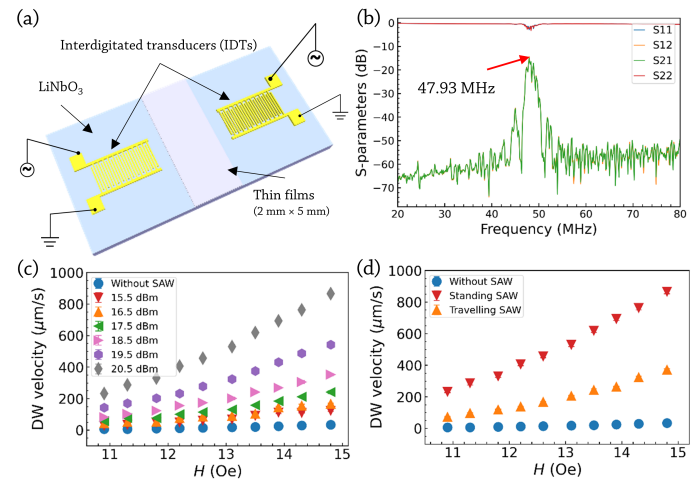 (a)
Interdigitated transducers (IDTs)
LiNbO3
Thin films
(2 mm × 5 mm)
(b)
0
−10
−20
−30
−40
−50
−60
−70
S-parameters (dB)
47.93 MHz
S11
S12
S21
S22
20 30 40 50 60 70 80
Frequency (MHz)
(c)
1000
800
600
400
200
0
DW velocity (μm/s)
Without SAW
15.5 dBm
16.5 dBm
17.5 dBm
18.5 dBm
19.5 dBm
20.5 dBm
11 12 13 14 15
H (Oe)
(d)
1000
800
600
400
200
0
DW velocity (μm/s)
Without SAW
Standing SAW
Travelling SAW
11 12 13 14 15
H (Oe)